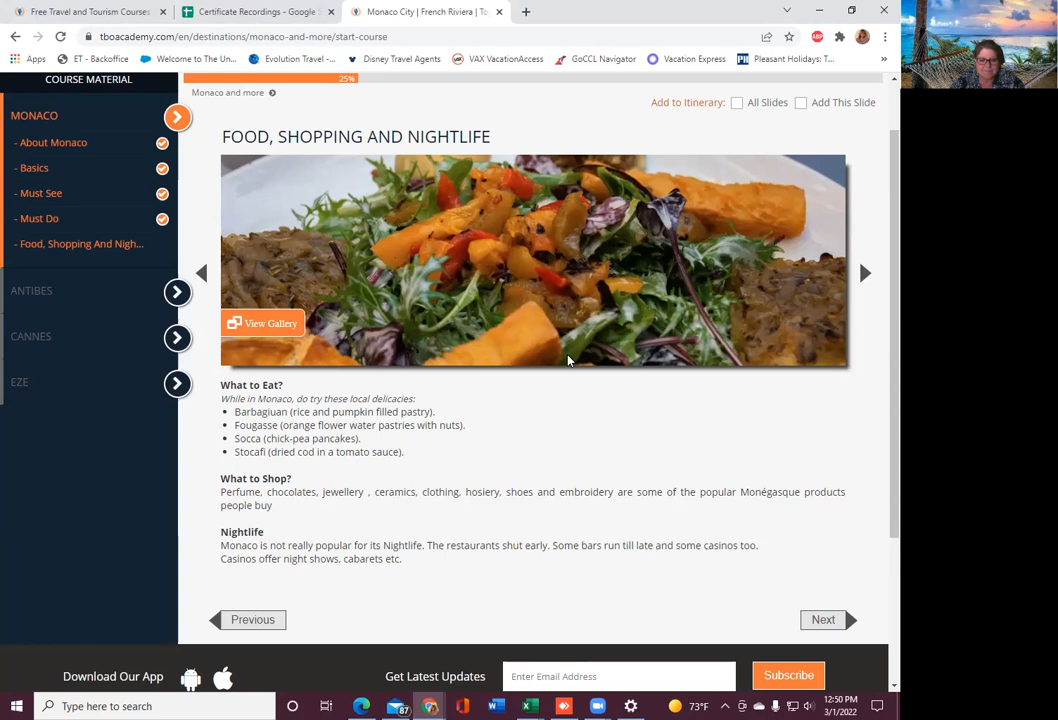 Free Travel and Tourism Courses
Certificate Recordings - Google S
Monaco City | French Riviera | To
tboacademy.com/en/destinations/monaco-and-more/start-course
Apps
ET - Backoffice
Welcome to The Un...
Evolution Travel -...
Disney Travel Agents
VAX VacationAccess
GoCCL Navigator
Vacation Express
Pleasant Holidays: T...
COURSE MATERIAL
25%
MONACO
- About Monaco
- Basics
- Must See
- Must Do
- Food, Shopping And Nigh...
ANTIBES
CANNES
EZE
Monaco and more
Add to Itinerary:
All Slides
Add This Slide
FOOD, SHOPPING AND NIGHTLIFE
View Gallery
What to Eat?
While in Monaco, do try these local delicacies:
• Barbagiuan (rice and pumpkin filled pastry).
• Fougasse (orange flower water pastries with nuts).
• Socca (chick-pea pancakes).
• Stocafi (dried cod in a tomato sauce).
What to Shop?
Perfume, chocolates, jewellery , ceramics, clothing, hosiery, shoes and embroidery are some of the popular Monégasque products
people buy
Nightlife
Monaco is not really popular for its Nightlife. The restaurants shut early. Some bars run till late and some casinos too.
Casinos offer night shows, cabarets etc.
Previous
Next
Download Our App
Get Latest Updates
Enter Email Address
Subscribe
Type here to search
87
73°F
12:50 PM
3/1/2022